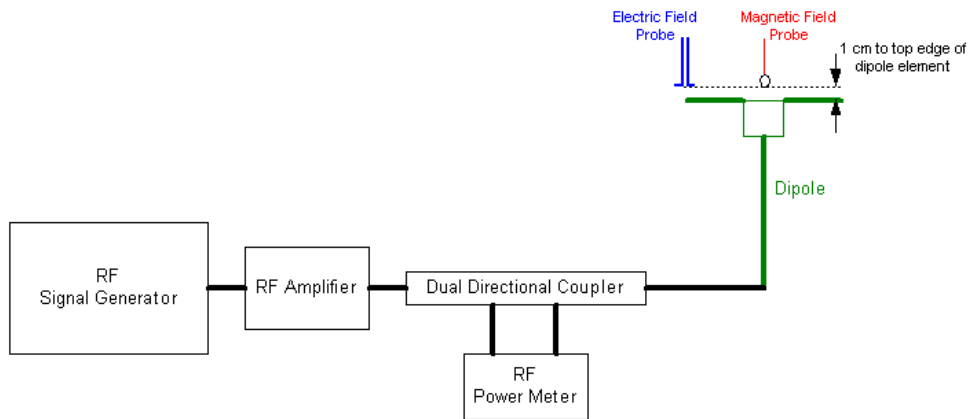 Electric Field
Probe
Magnetic Field
Probe
1 cm to top edge of
dipole element
Dipole
RF
Signal Generator
RF Amplifier
Dual Directional Coupler
RF
Power Meter